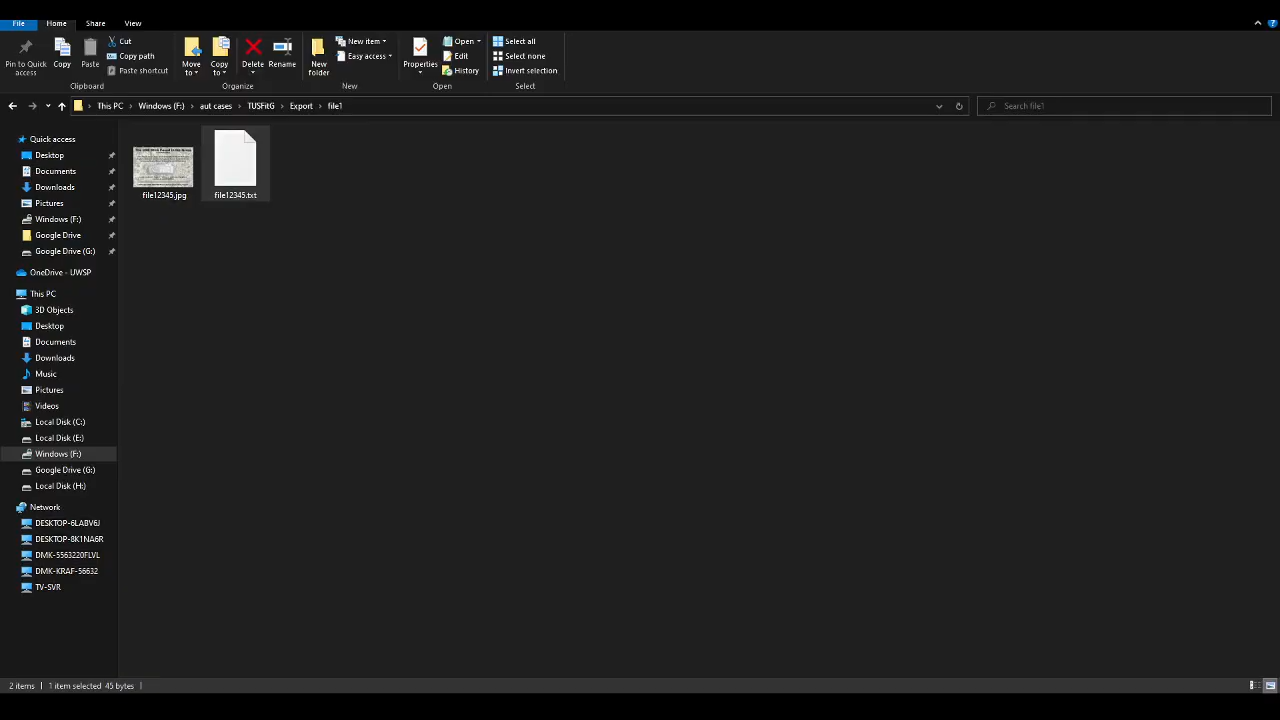 File Home Share View
Pin to Quick access
Copy
Paste
Cut
Copy path
Paste shortcut
Clipboard
Move to
Copy to
Delete
Rename
Organize
New folder
New item
Easy access
New
Properties
Open
Edit
History
Open
Select all
Select none
Invert selection
Select
This PC Windows (F:) aut cases TUSFitG Export file1
Search file1
Quick access
Desktop
Documents
Downloads
Pictures
Windows (F:)
Google Drive
Google Drive (G:)
OneDrive - UWSP
This PC
3D Objects
Desktop
Documents
Downloads
Music
Pictures
Videos
Local Disk (C:)
Local Disk (E:)
Windows (F:)
Google Drive (G:)
Local Disk (H:)
Network
DESKTOP-6LABV6J
DESKTOP-8K1NA6R
DMK-5563220FLVL
DMK-KRAF-56632
TV-SVR
file12345.jpg
file12345.txt
2 items 1 item selected 45 bytes